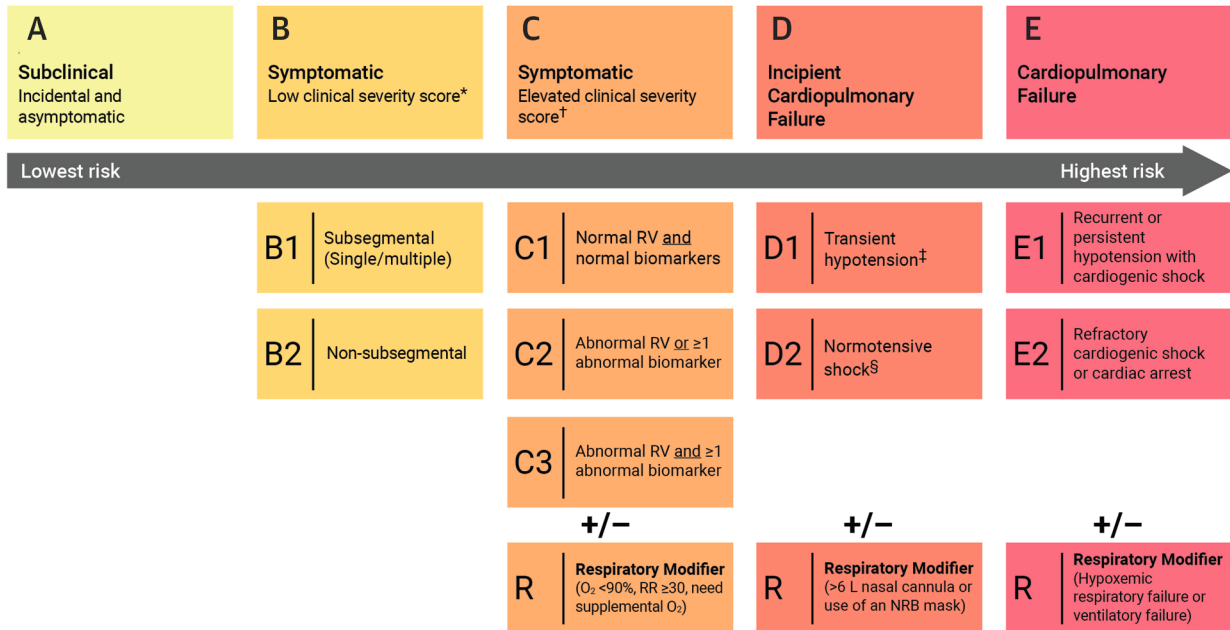 A
Subclinical
Incidental and
asymptomatic
B
Symptomatic
Low clinical severity score*
C
Symptomatic
Elevated clinical severity
score†
D
Incipient
Cardiopulmonary
Failure
E
Cardiopulmonary
Failure
Lowest risk
Highest risk
B1
Subsegmental
(Single/multiple)
C1
Normal RV and
normal biomarkers
D1
Transient
hypotension‡
E1
Recurrent or
persistent
hypotension with
cardiogenic shock
B2
Non-subsegmental
C2
Abnormal RV or ≥1
abnormal biomarker
D2
Normotensive
shock§
E2
Refractory
cardiogenic shock
or cardiac arrest
C3
Abnormal RV and ≥1
abnormal biomarker
+/−
+/−
+/−
R
Respiratory Modifier
(O₂ <90%, RR ≥30, need
supplemental O₂)
R
Respiratory Modifier
(>6 L nasal cannula or
use of an NRB mask)
R
Respiratory Modifier
(Hypoxemic
respiratory failure or
ventilatory failure)